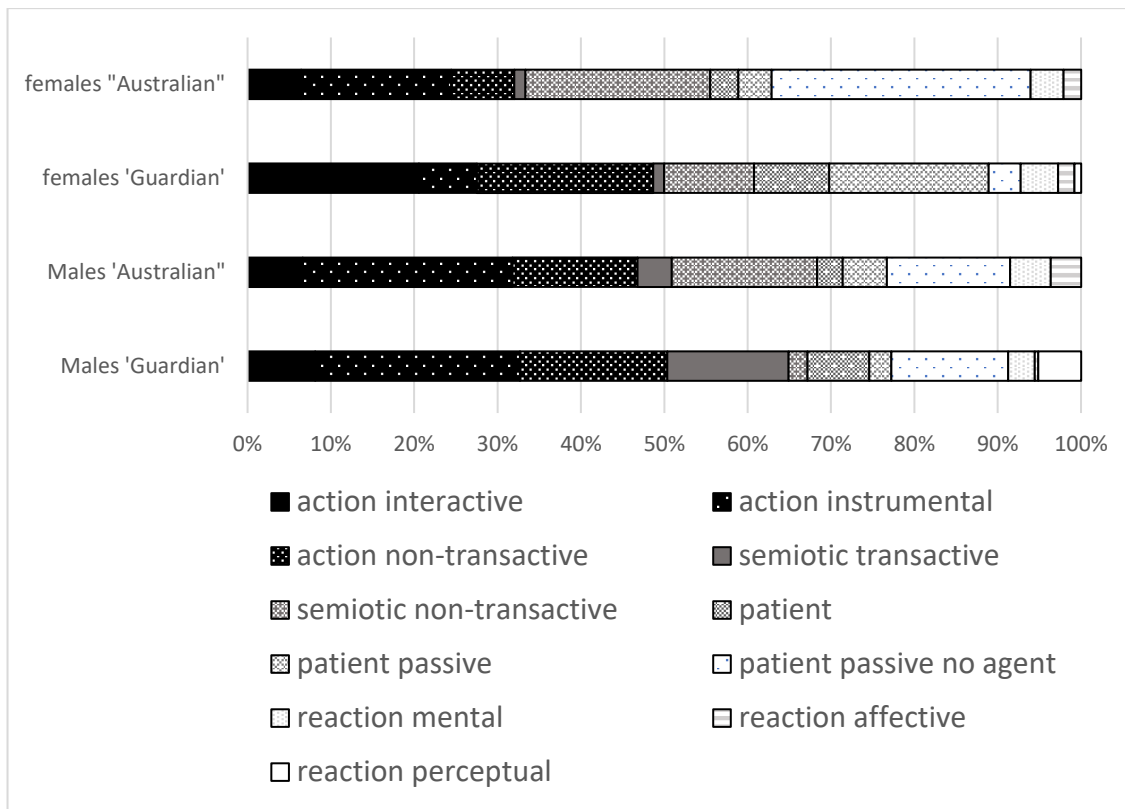 females "Australian"
females 'Guardian'
Males 'Australian"
Males 'Guardian'
0% 10% 20% 30% 40% 50% 60% 70% 80% 90% 100%
action interactive action instrumental
action non-transactive semiotic transactive
semiotic non-transactive patient
patient passive patient passive no agent
reaction mental reaction affective
reaction perceptual